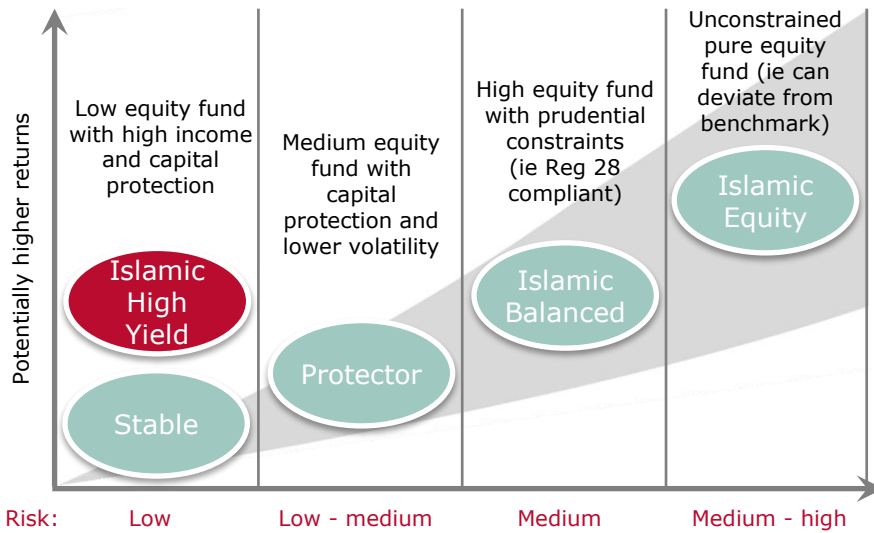 Potentially higher returns
Low equity fund
with high income
and capital
protection
Islamic
High
Yield
Stable
Medium equity
fund with
capital
protection and
lower volatility
Protector
High equity fund
with prudential
constraints
(ie Reg 28
compliant)
Islamic
Balanced
Unconstrained
pure equity
fund (ie can
deviate from
benchmark)
Islamic
Equity
Risk:
Low
Low - medium
Medium
Medium - high